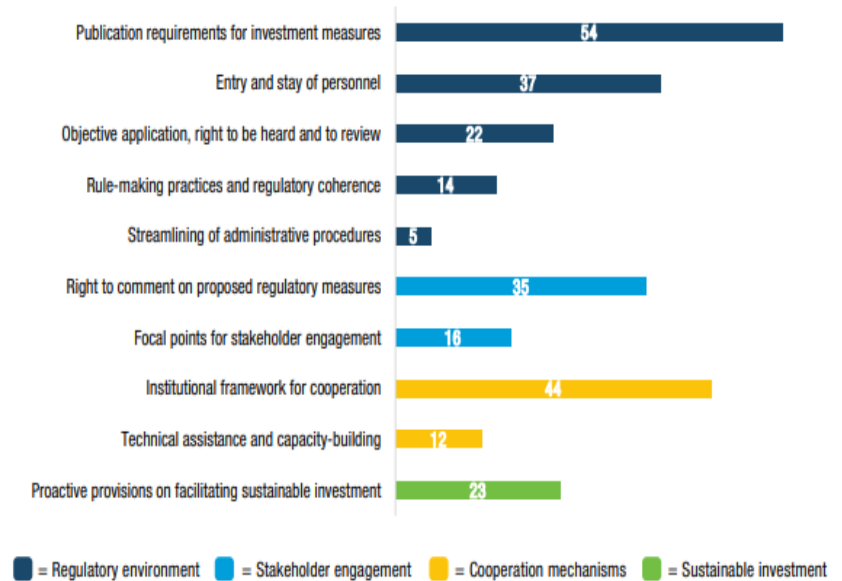 Publication requirements for investment measures 54
Entry and stay of personnel 37
Objective application, right to be heard and to review 22
Rule-making practices and regulatory coherence 14
Streamlining of administrative procedures 5
Right to comment on proposed regulatory measures 35
Focal points for stakeholder engagement 16
Institutional framework for cooperation 44
Technical assistance and capacity-building 12
Proactive provisions on facilitating sustainable investment 23
= Regulatory environment = Stakeholder engagement = Cooperation mechanisms = Sustainable investment